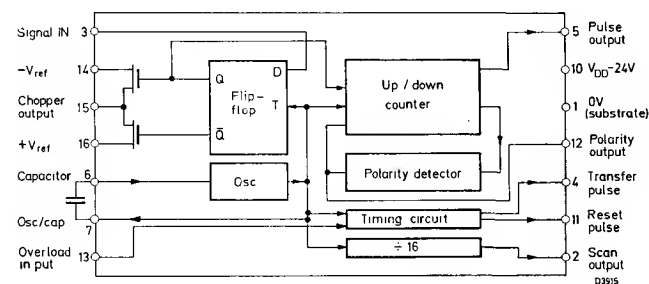 Signal IN 3
-Vref 14
Chopper output 15
+Vref 16
Capacitor 6
Osc/cap 7
Overload in put 13
Q D
Flip-flop
T
Q̄
Osc
Up / down counter
Polarity detector
Timing circuit
÷ 16
5 Pulse output
10 VDD-24V
1 0V (substrate)
12 Polarity output
4 Transfer pulse
11 Reset pulse
2 Scan output
D3915